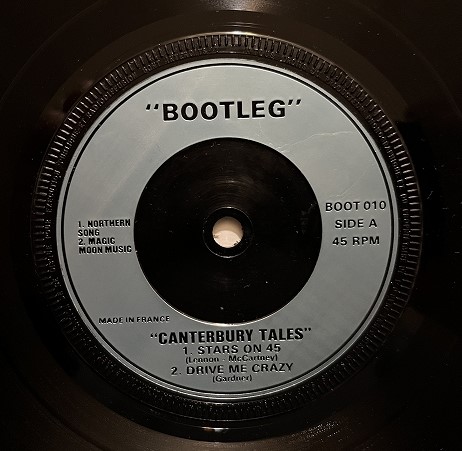 "BOOTLEG"
BOOT 010
SIDE A
45 RPM
1. NORTHERN
SONG
2. MAGIC
MOON MUSIC
MADE IN FRANCE
"CANTERBURY TALES"
1. STARS ON 45
(Lennon - McCartney)
2. DRIVE ME CRAZY
(Gardner)